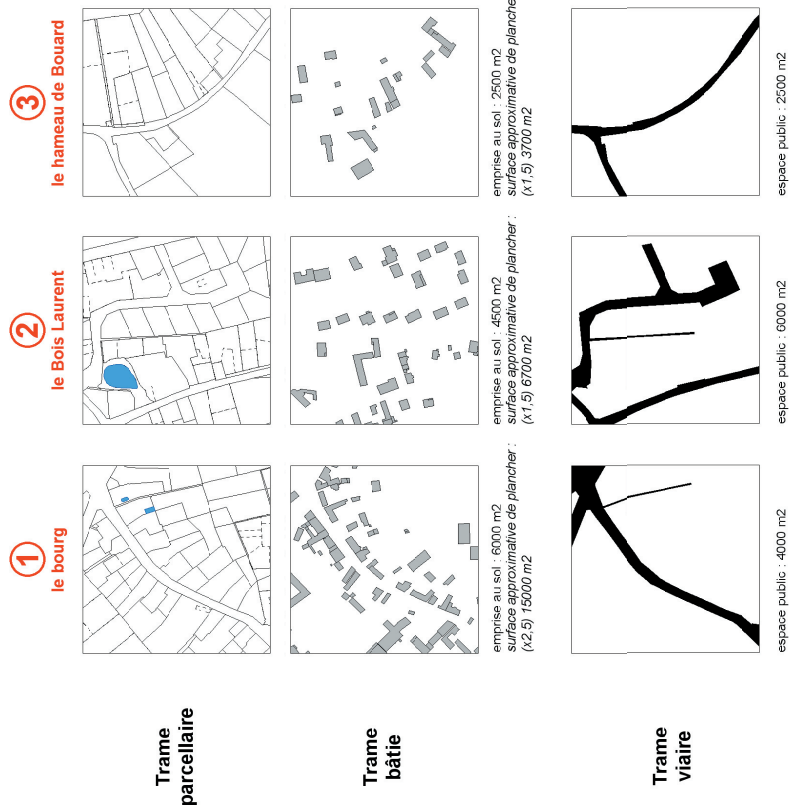 1
le bourg
2
le Bois Laurent
3
le hameau de Bouard
Trame
parcellaire
Trame
bâtie
emprise au sol : 6000 m2
surface approximative de plancher :
(x2,5) 15000 m2
emprise au sol : 4500 m2
surface approximative de plancher :
(x1,5) 6700 m2
emprise au sol : 2500 m2
surface approximative de plancher
(x1,5) 3700 m2
Trame
viaire
espace public : 4000 m2
espace public : 6000 m2
espace public : 2500 m2